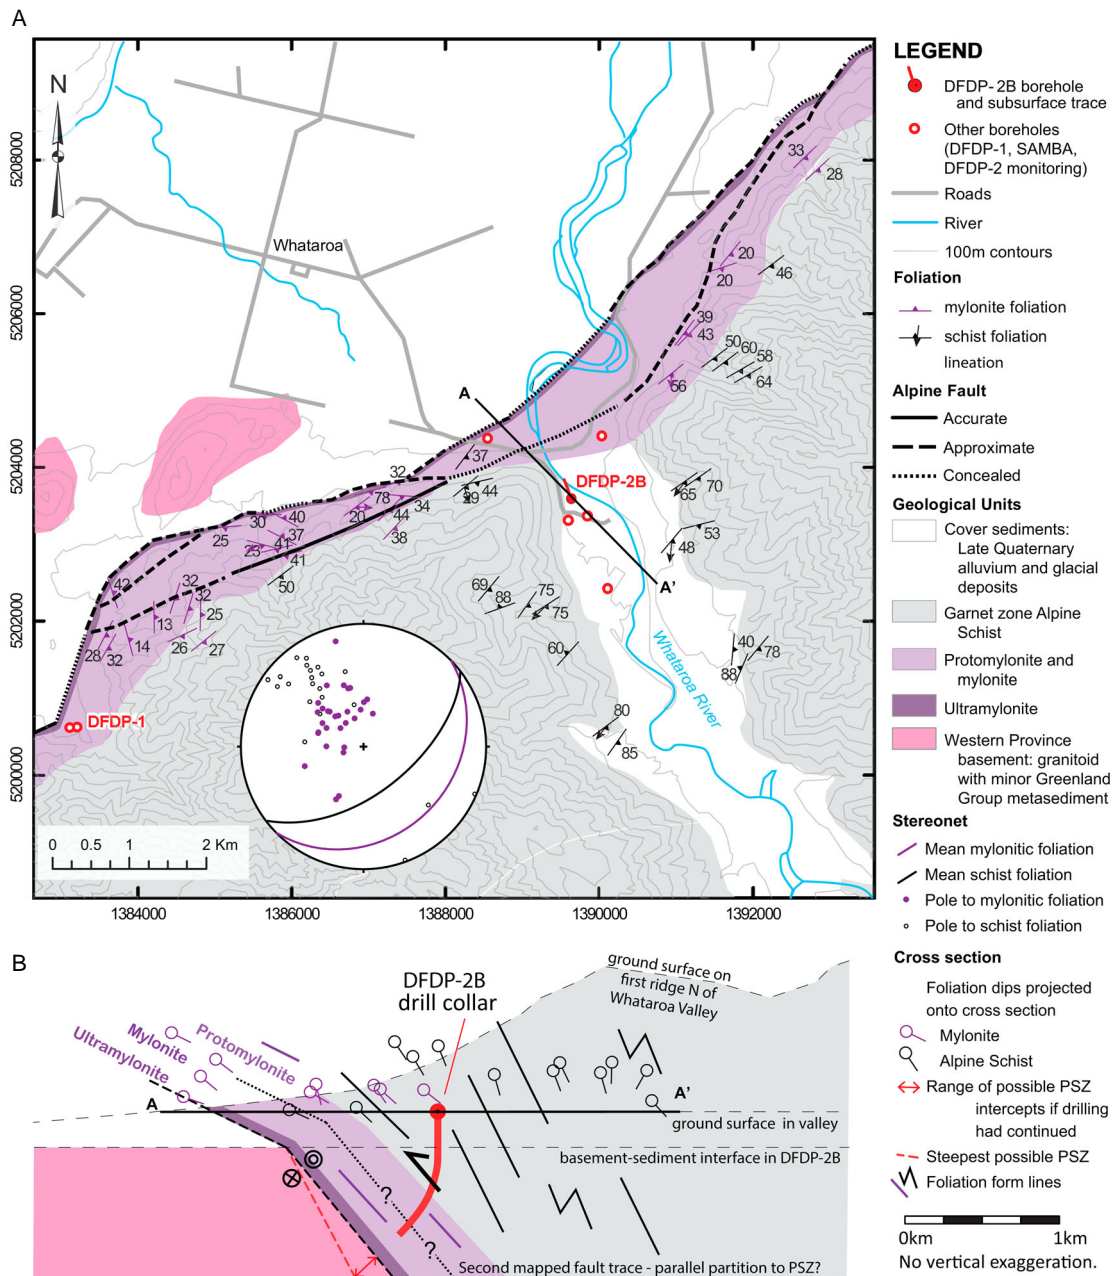 A
N
5208000
5206000
5204000
5202000
5200000
Whataroa
33
28
20
46
20
39
43
50
60
58
64
56
A
37
32
DFDP-2B
78
44
39
34
70
65
30
40
20
44
25
37
38
53
23
41
41
48
50
42
32
32
69
88
75
75
A'
13
25
28
32
14
26
27
60
40
78
88
Whataroa River
DFDP-1
80
85
0 0.5 1 2 Km
1384000 1386000 1388000 1390000 1392000
LEGEND
DFDP-2B borehole
and subsurface trace
Other boreholes
(DFDP-1, SAMBA,
DFDP-2 monitoring)
Roads
River
100m contours
Foliation
mylonite foliation
schist foliation
lineation
Alpine Fault
Accurate
Approximate
Concealed
Geological Units
Cover sediments:
Late Quaternary
alluvium and glacial
deposits
Garnet zone Alpine
Schist
Protomylonite and
mylonite
Ultramylonite
Western Province
basement: granitoid
with minor Greenland
Group metasediment
Stereonet
Mean mylonitic foliation
Mean schist foliation
Pole to mylonitic foliation
Pole to schist foliation
Cross section
Foliation dips projected
onto cross section
Mylonite
Alpine Schist
Range of possible PSZ
intercepts if drilling
had continued
Steepest possible PSZ
Foliation form lines
0km 1km
No vertical exaggeration.
B
ground surface on
first ridge N of
Whataroa Valley
DFDP-2B
drill collar
Ultramylonite
Mylonite
Protomylonite
A
A'
ground surface in valley
basement-sediment interface in DFDP-2B
?
?
Second mapped fault trace - parallel partition to PSZ?